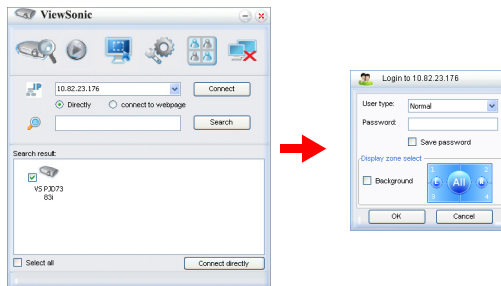 ViewSonic
IP
10.82.23.176
Connect
Directly
connect to webpage
Search
Search result:
VS PJD73
83i
Select all
Connect directly
Login to 10.82.23.176
User type:
Normal
Password:
Save password
Display zone select
Background
1
2
All
3
4
OK
Cancel